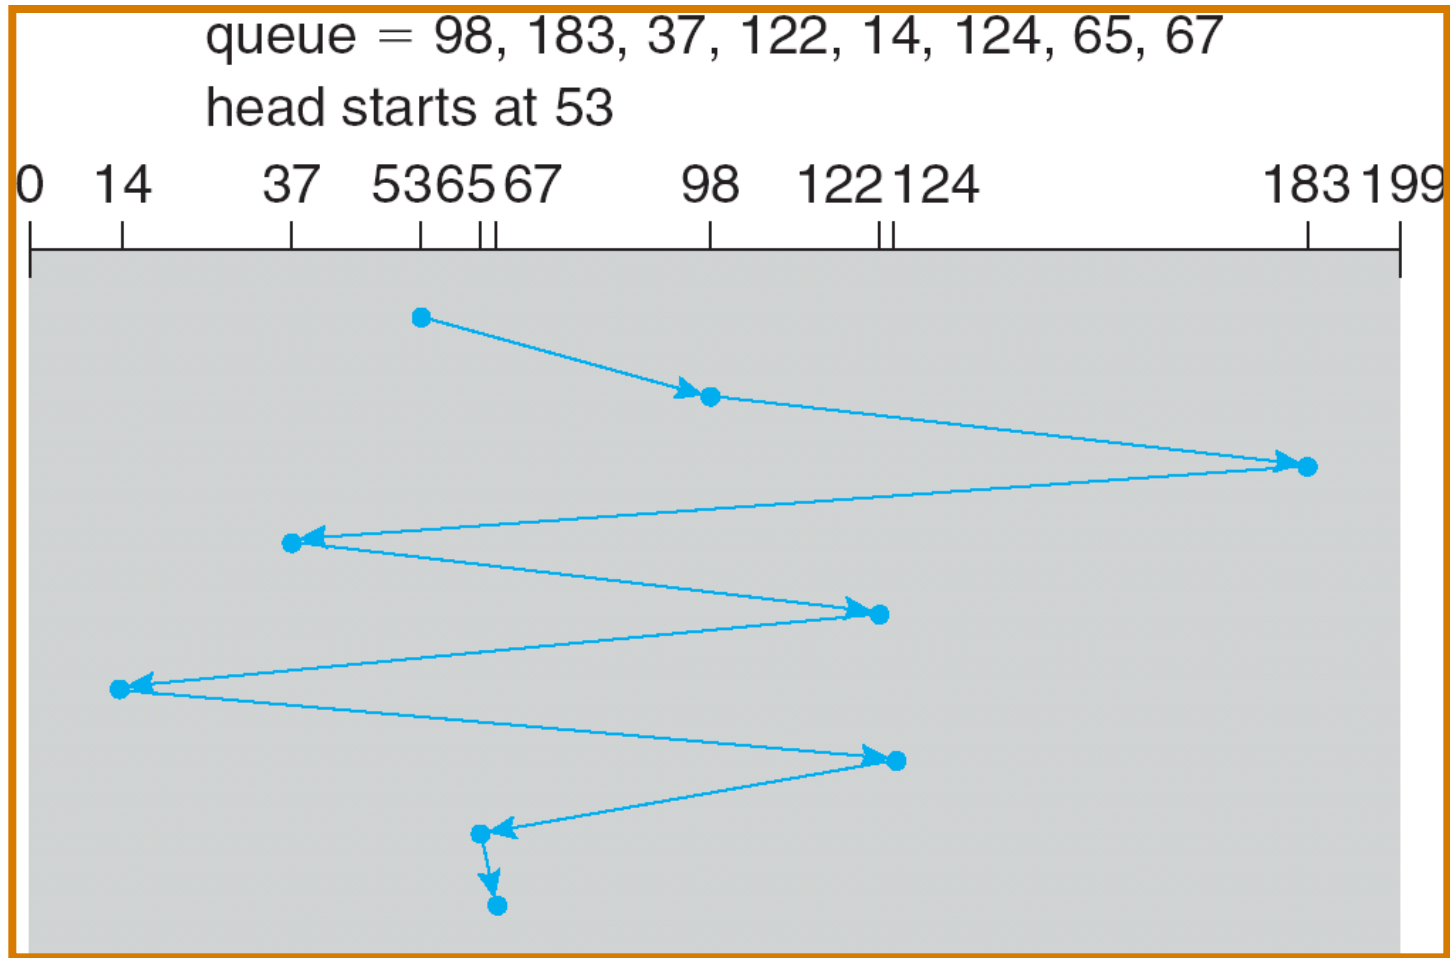 queue = 98, 183, 37, 122, 14, 124, 65, 67
head starts at 53
0 14 37 53 65 67 98 122 124 183 199